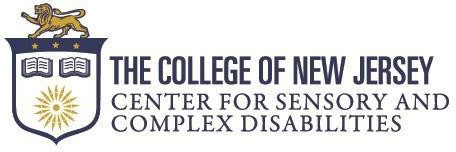 THE COLLEGE OF NEW JERSEY
CENTER FOR SENSORY AND
COMPLEX DISABILITIES